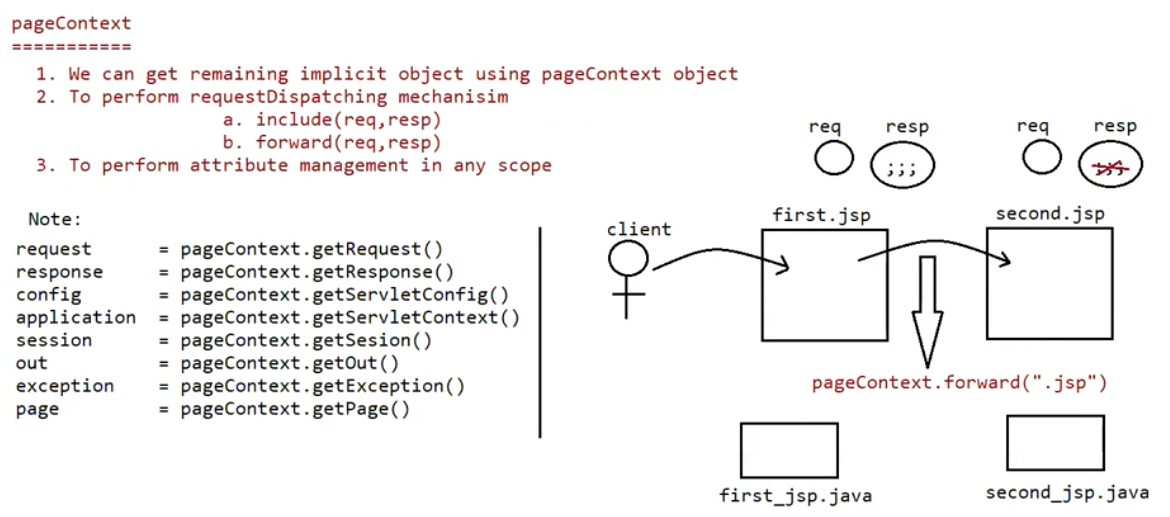 pageContext
===========
1. We can get remaining implicit object using pageContext object
2. To perform requestDispatching mechanisim
a. include(req,resp)
b. forward(req,resp)
3. To perform attribute management in any scope
Note:
request = pageContext.getRequest()
response = pageContext.getResponse()
config = pageContext.getServletConfig()
application = pageContext.getServletContext()
session = pageContext.getSesion()
out = pageContext.getOut()
exception = pageContext.getException()
page = pageContext.getPage()
req resp req resp
;;; ;;;
first.jsp second.jsp
client
pageContext.forward(".jsp")
first_jsp.java second_jsp.java